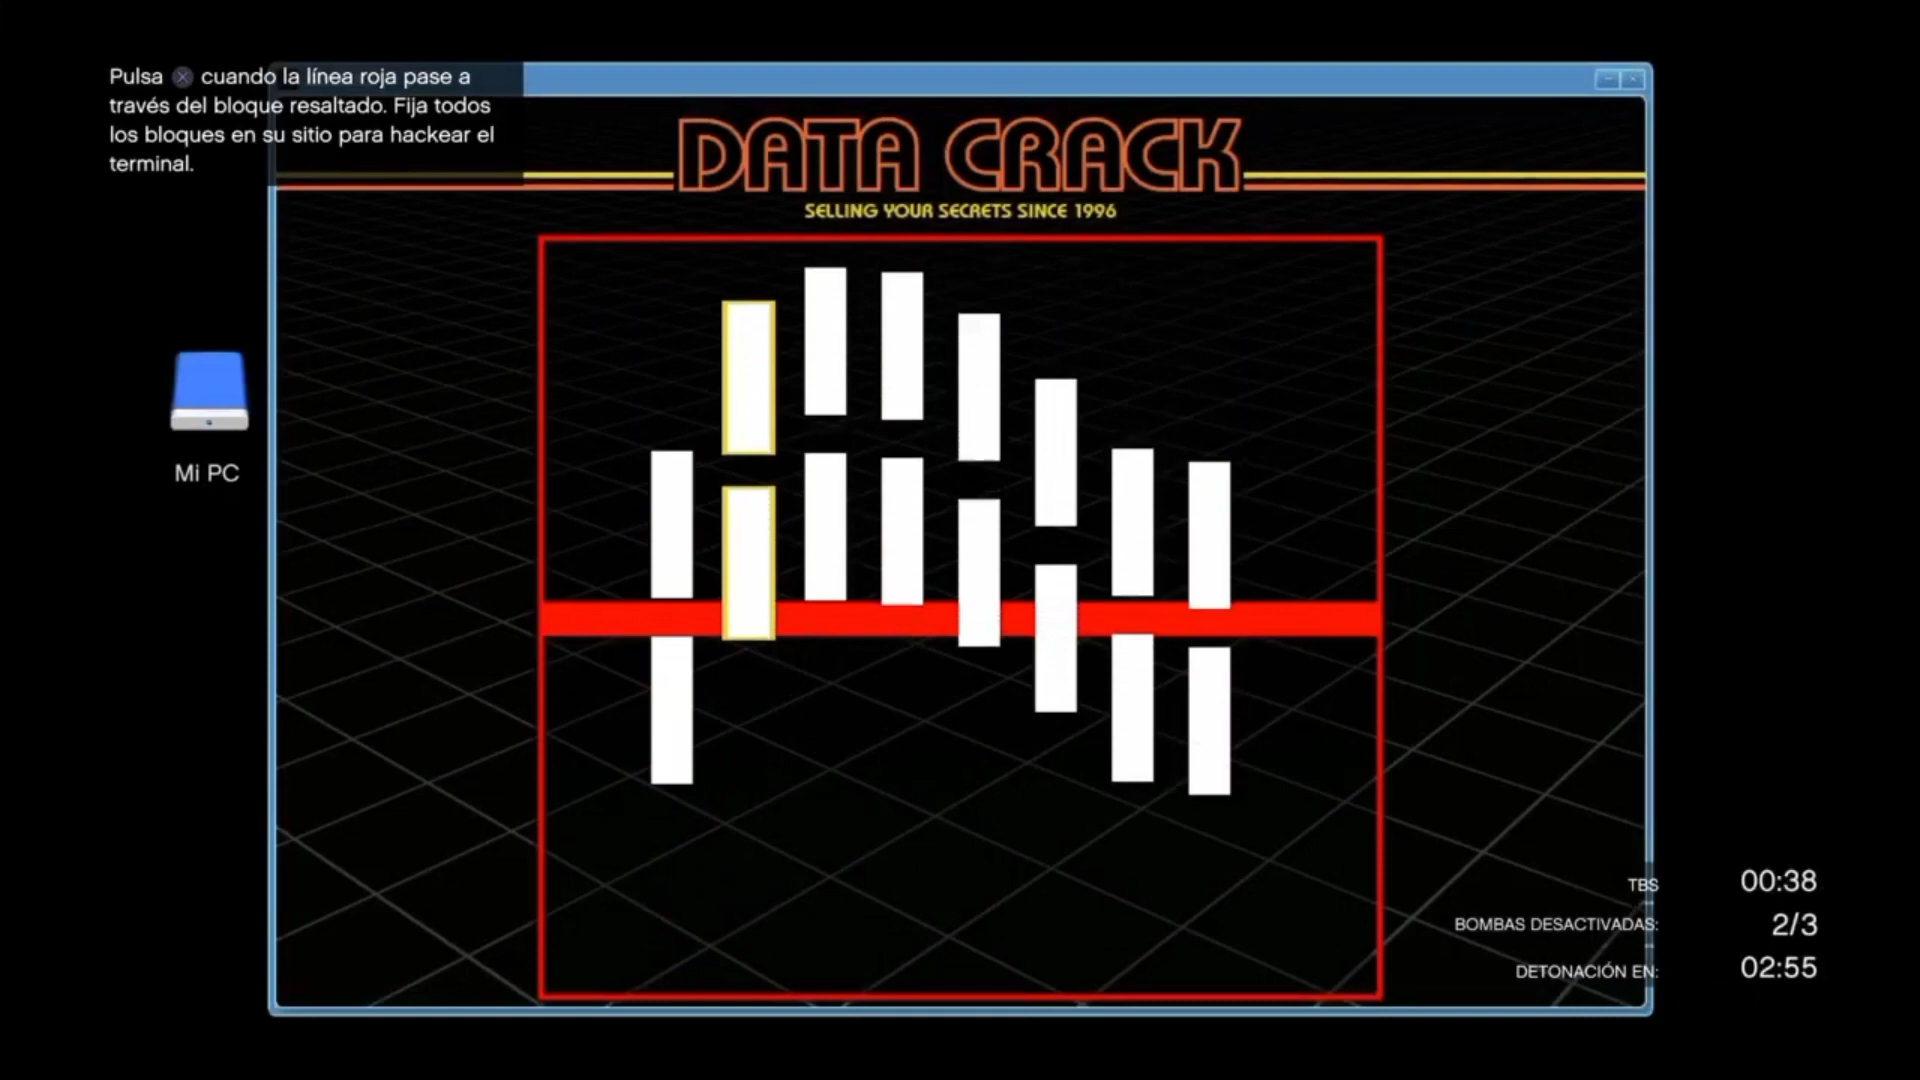 Pulsa ⊗ cuando la línea roja pase a
través del bloque resaltado. Fija todos
los bloques en su sitio para hackear el
terminal.
DATA CRACK
SELLING YOUR SECRETS SINCE 1996
Mi PC
TBS 00:38
BOMBAS DESACTIVADAS: 2/3
DETONACIÓN EN: 02:55